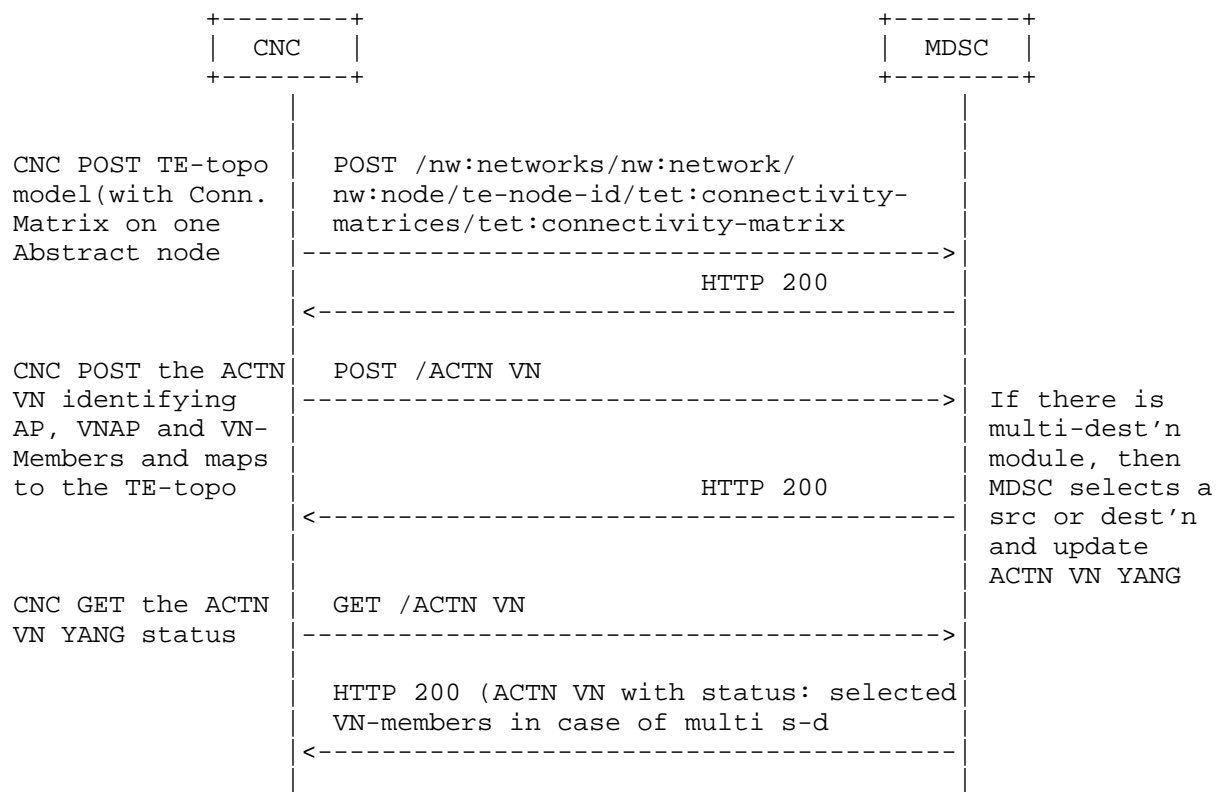 CNC MDSC
CNC POST TE-topo POST /nw:networks/nw:network/
model(with Conn. nw:node/te-node-id/tet:connectivity-
Matrix on one matrices/tet:connectivity-matrix
Abstract node
HTTP 200
CNC POST the ACTN POST /ACTN VN
VN identifying If there is
AP, VNAP and VN- multi-dest'n
Members and maps module, then
to the TE-topo HTTP 200 MDSC selects a
src or dest'n
and update
ACTN VN YANG
CNC GET the ACTN GET /ACTN VN
VN YANG status
HTTP 200 (ACTN VN with status: selected
VN-members in case of multi s-d